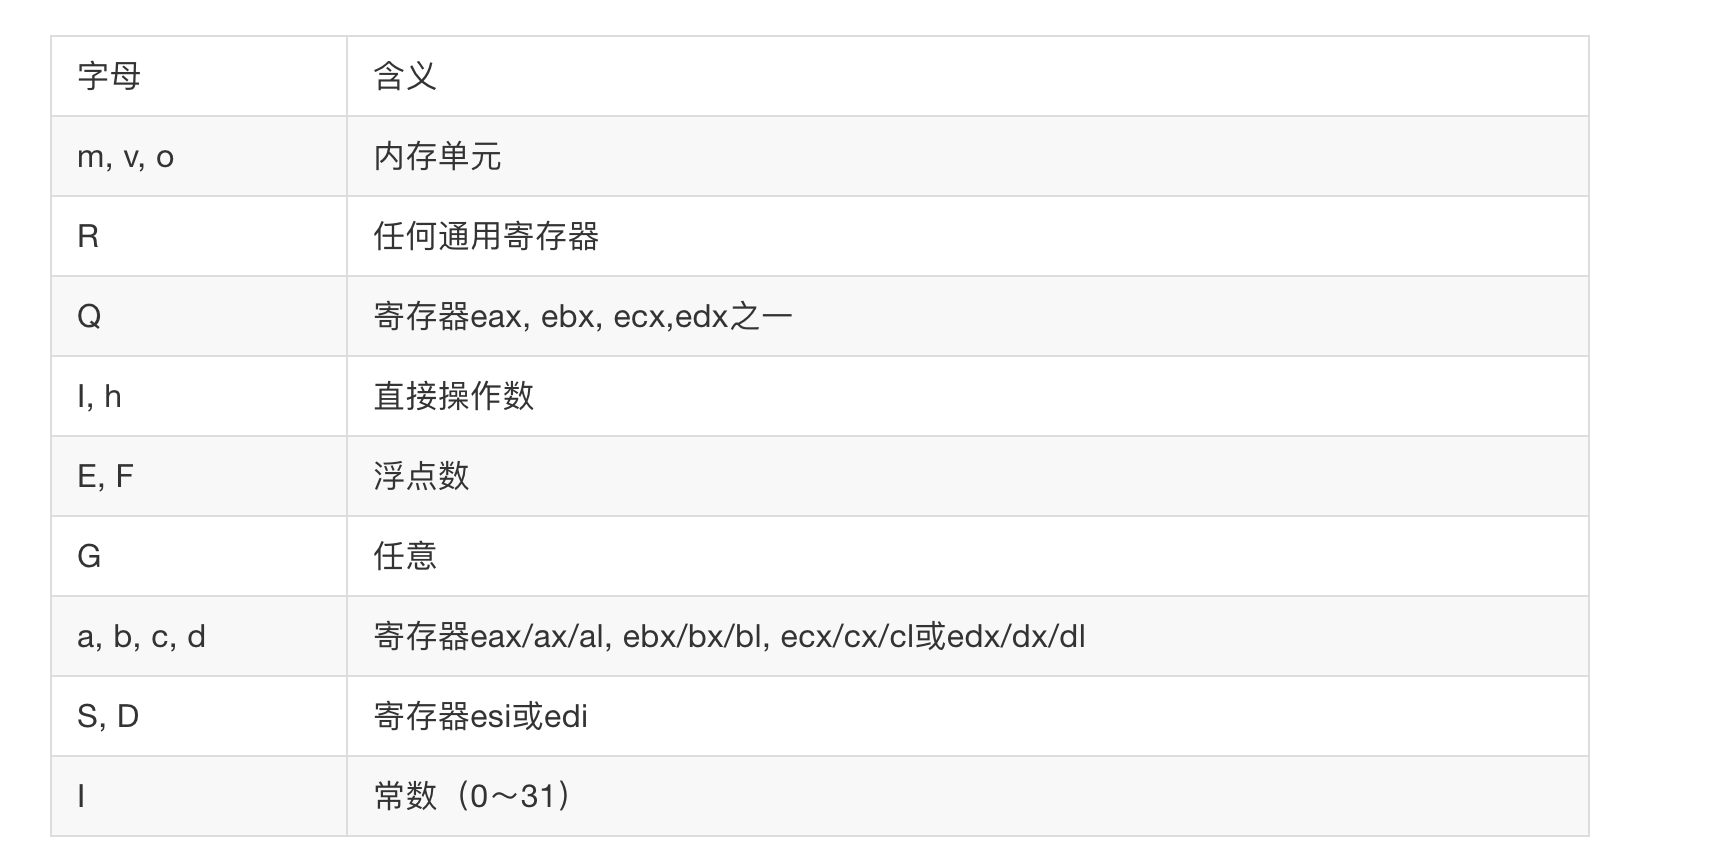 字母 含义
m, v, o 内存单元
R 任何通用寄存器
Q 寄存器eax, ebx, ecx,edx之一
I, h 直接操作数
E, F 浮点数
G 任意
a, b, c, d 寄存器eax/ax/al, ebx/bx/bl, ecx/cx/cl或edx/dx/dl
S, D 寄存器esi或edi
I 常数（0～31）